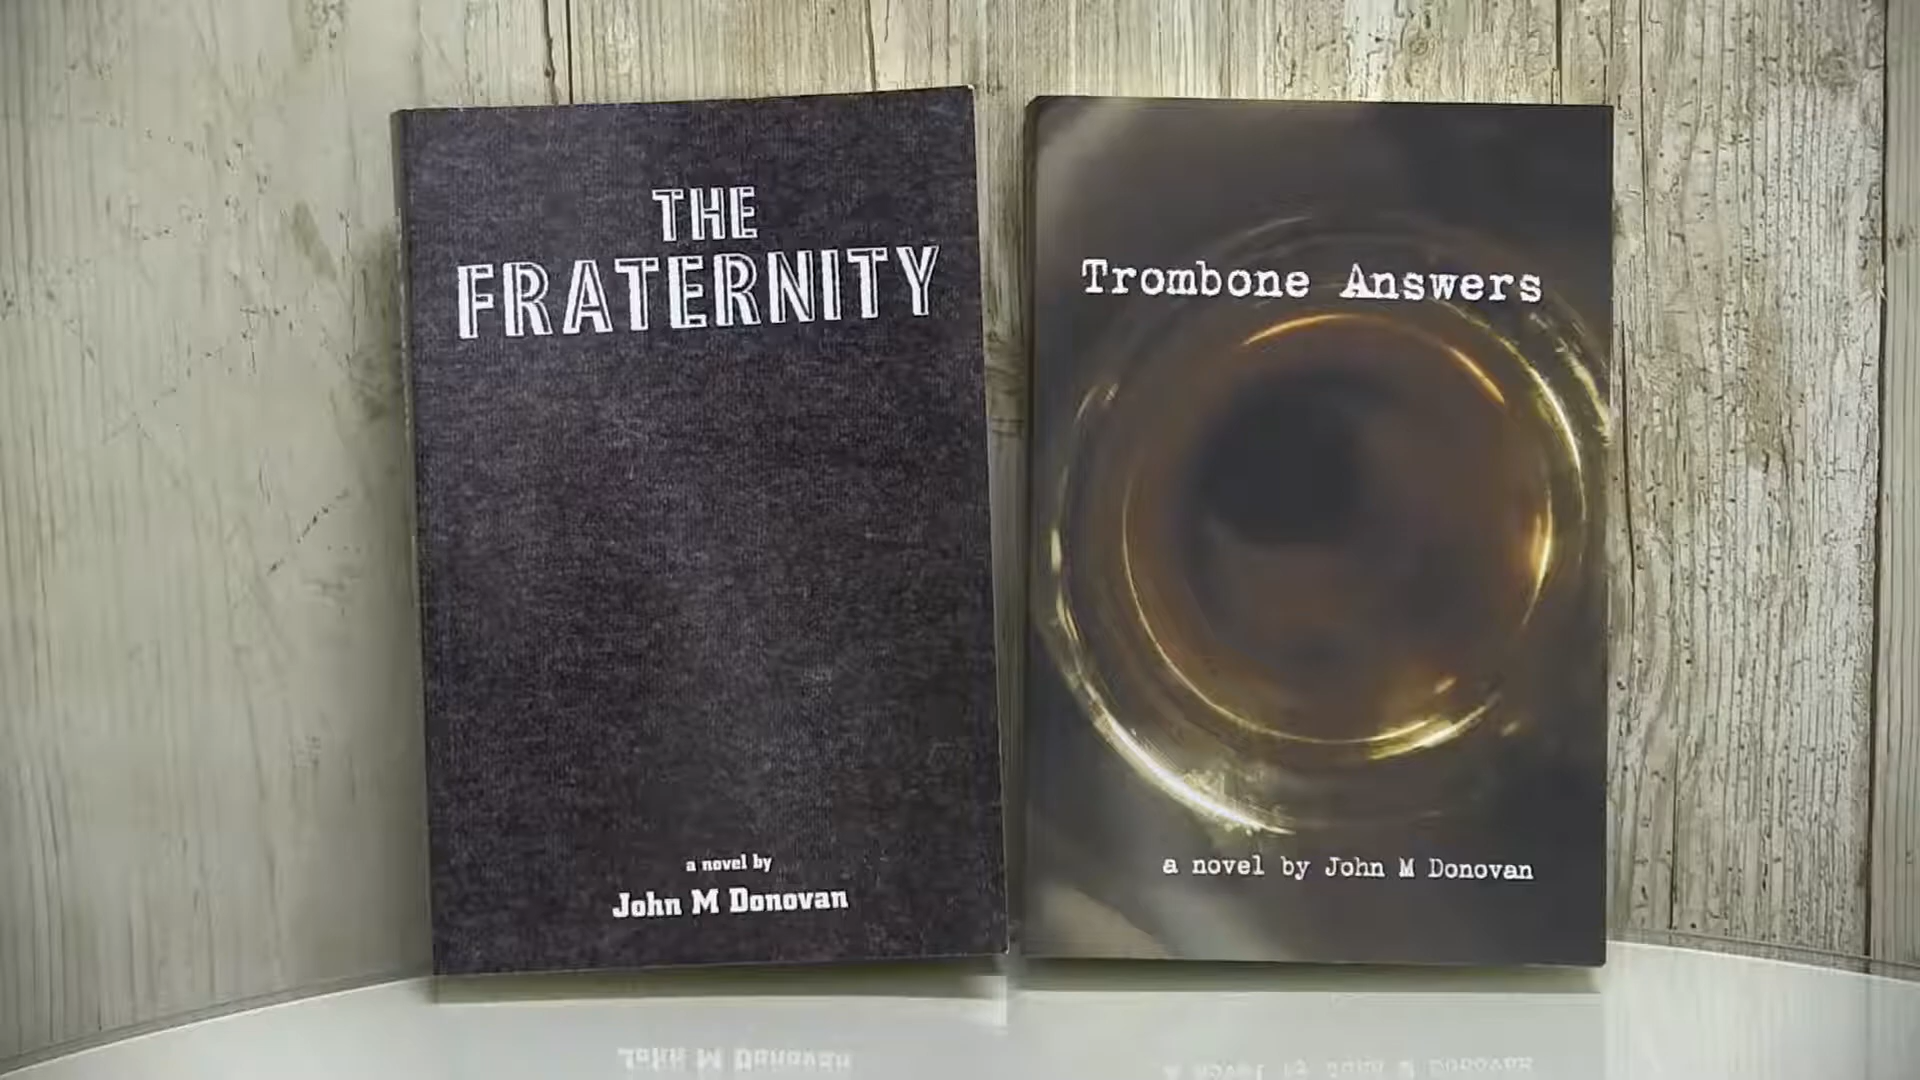 THE
FRATERNITY
a novel by
John M Donovan
Trombone Answers
a novel by John M Donovan